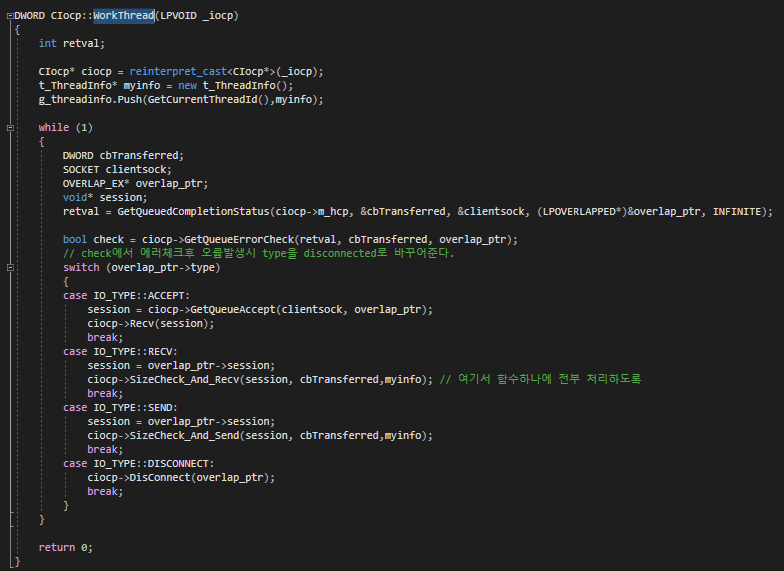 DWORD CIocp::WorkThread(LPVOID _iocp)
{
int retval;
CIocp* ciocp = reinterpret_cast<CIocp*>(_iocp);
t_ThreadInfo* myinfo = new t_ThreadInfo();
g_threadinfo.Push(GetCurrentThreadId(),myinfo);
while (1)
{
DWORD cbTransferred;
SOCKET clientsock;
OVERLAP_EX* overlap_ptr;
void* session;
retval = GetQueuedCompletionStatus(ciocp->m_hcp, &cbTransferred, &clientsock, (LPOVERLAPPED*)&overlap_ptr, INFINITE);
bool check = ciocp->GetQueueErrorCheck(retval, cbTransferred, overlap_ptr);
// check에서 에러체크후 오류발생시 type을 disconnected로 바꾸어준다.
switch (overlap_ptr->type)
{
case IO_TYPE::ACCEPT:
session = ciocp->GetQueueAccept(clientsock, overlap_ptr);
ciocp->Recv(session);
break;
case IO_TYPE::RECV:
session = overlap_ptr->session;
ciocp->SizeCheck_And_Recv(session, cbTransferred,myinfo); // 여기서 함수하나에 전부 처리하도록
break;
case IO_TYPE::SEND:
session = overlap_ptr->session;
ciocp->SizeCheck_And_Send(session, cbTransferred,myinfo);
break;
case IO_TYPE::DISCONNECT:
ciocp->DisConnect(overlap_ptr);
break;
}
}
return 0;
}